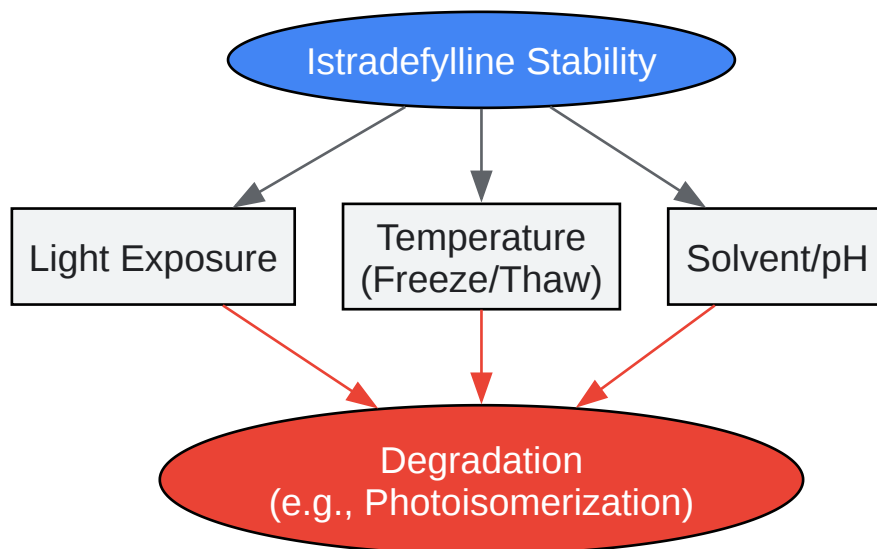 Istradefylline Stability
Light Exposure
Temperature
(Freeze/Thaw)
Solvent/pH
Degradation
(e.g., Photoisomerization)